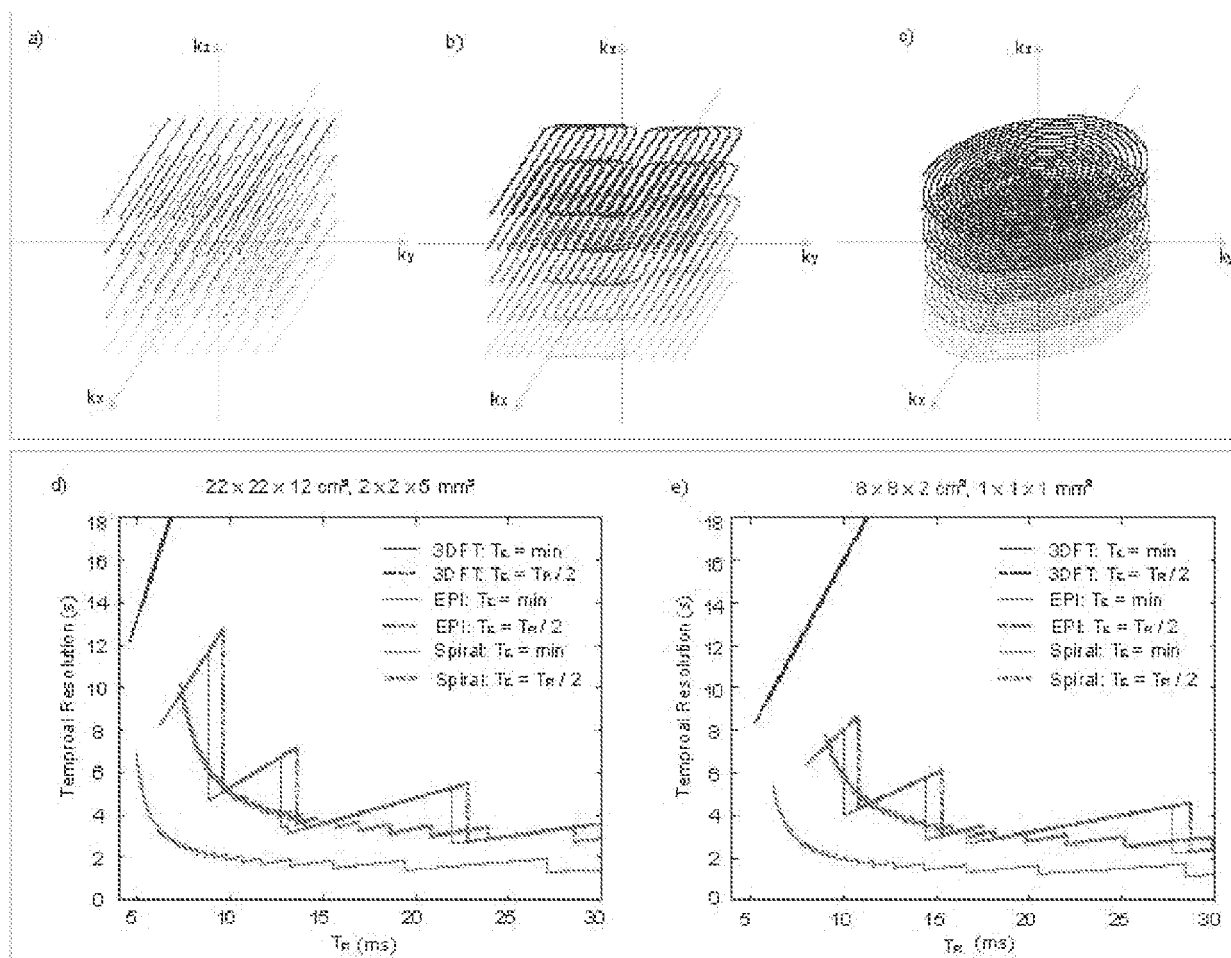 a)
kz
ky
kx
b)
kz
ky
kx
c)
kz
ky
kx
d)
22 x 22 x 12 cm³, 2 x 2 x 5 mm³
Temproal Resolution (s)
18
16
14
12
10
8
6
4
2
0
3DFT: TE = min
3DFT: TE = TR / 2
EPI: TE = min
EPI: TE = TR / 2
Spiral: TE = min
Spiral: TE = TR / 2
5 10 15 20 25 30
TR (ms)
e)
8 x 8 x 2 cm³, 1 x 1 x 1 mm³
Temproal Resolution (s)
18
16
14
12
10
8
6
4
2
0
3DFT: TE = min
3DFT: TE = TR / 2
EPI: TE = min
EPI: TE = TR / 2
Spiral: TE = min
Spiral: TE = TR / 2
5 10 15 20 25 30
TR (ms)